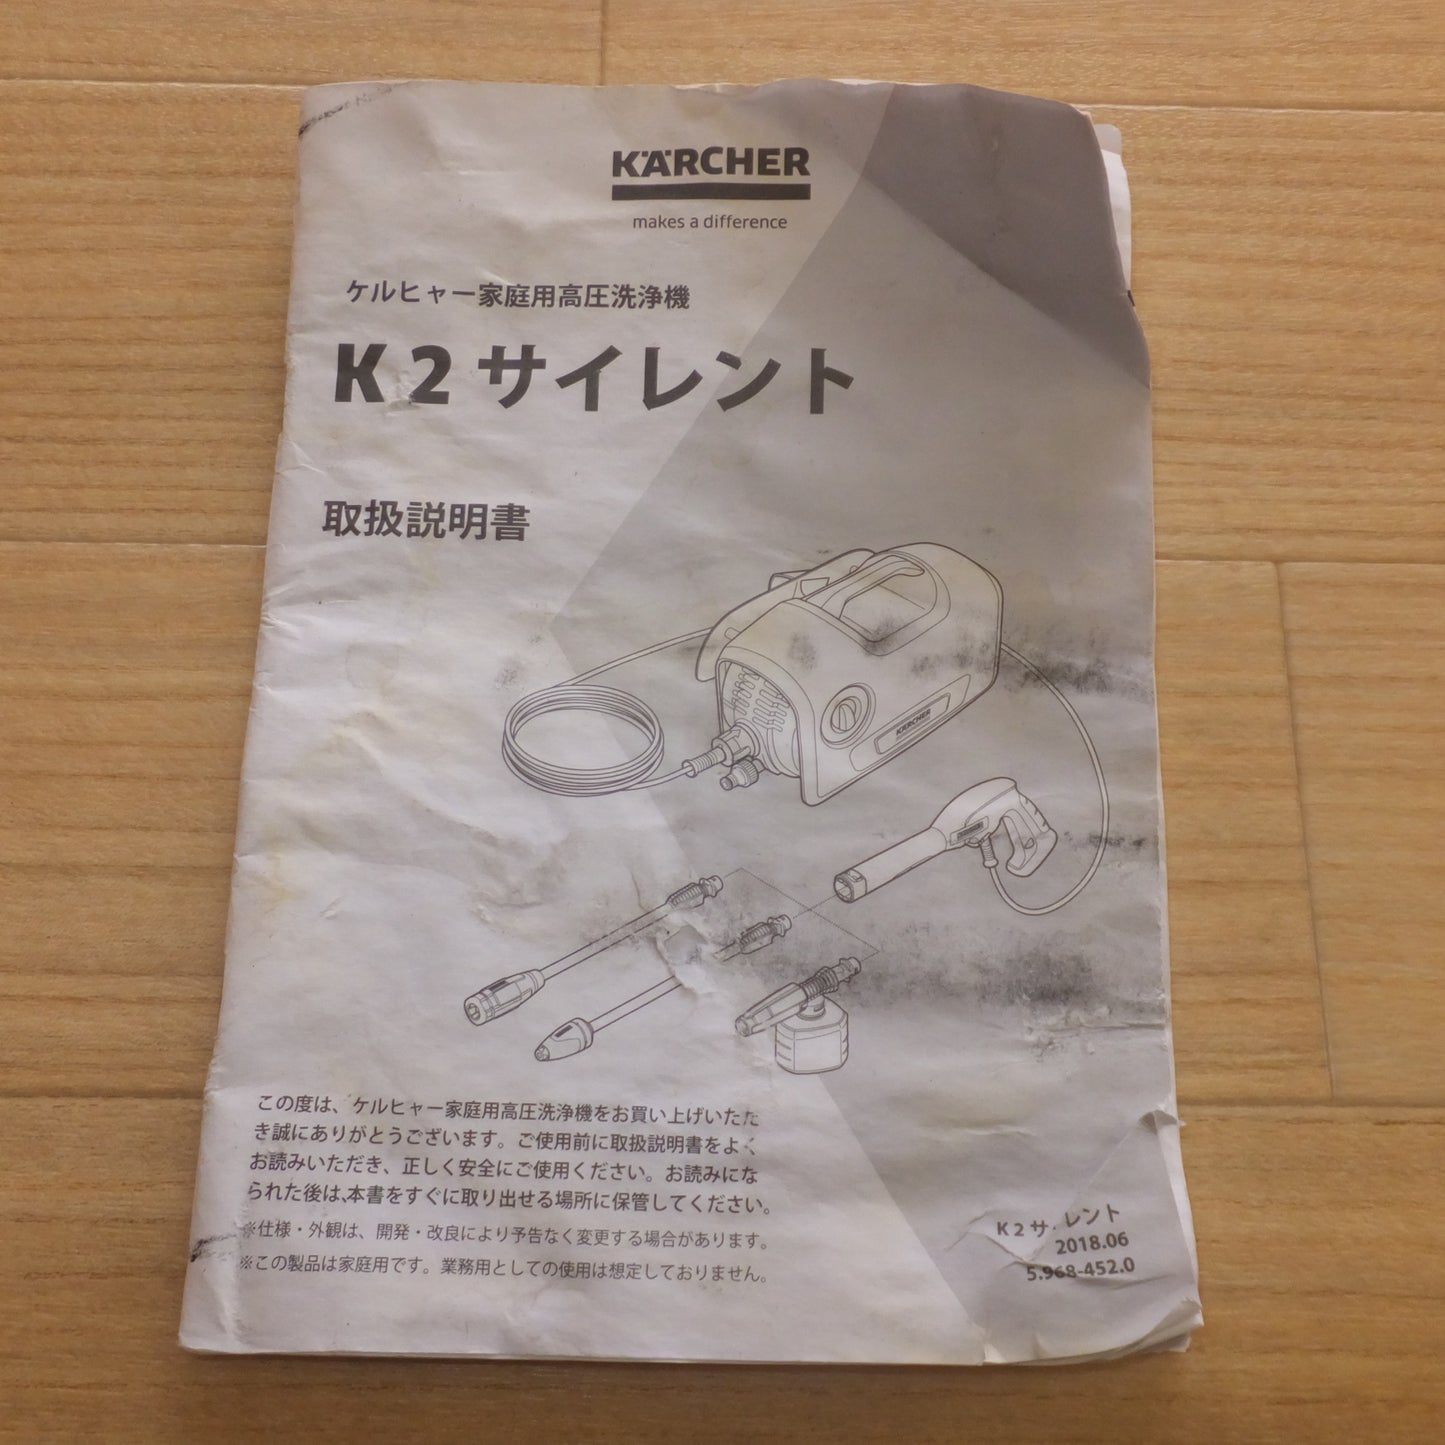 KÄRCHER
makes a difference
ケルヒャー家庭用高圧洗浄機
K 2 サイレント
取扱説明書
KÄRCHER
この度は、ケルヒャー家庭用高圧洗浄機をお買い上げいただ
き誠にありがとうございます。ご使用前に取扱説明書をよく
お読みいただき、正しく安全にご使用ください。お読みにな
られた後は、本書をすぐに取り出せる場所に保管してください。
※仕様・外観は、開発・改良により予告なく変更する場合があります。
※この製品は家庭用です。業務用としての使用は想定しておりません。
K 2 サイレント
2018.06
5.968-452.0